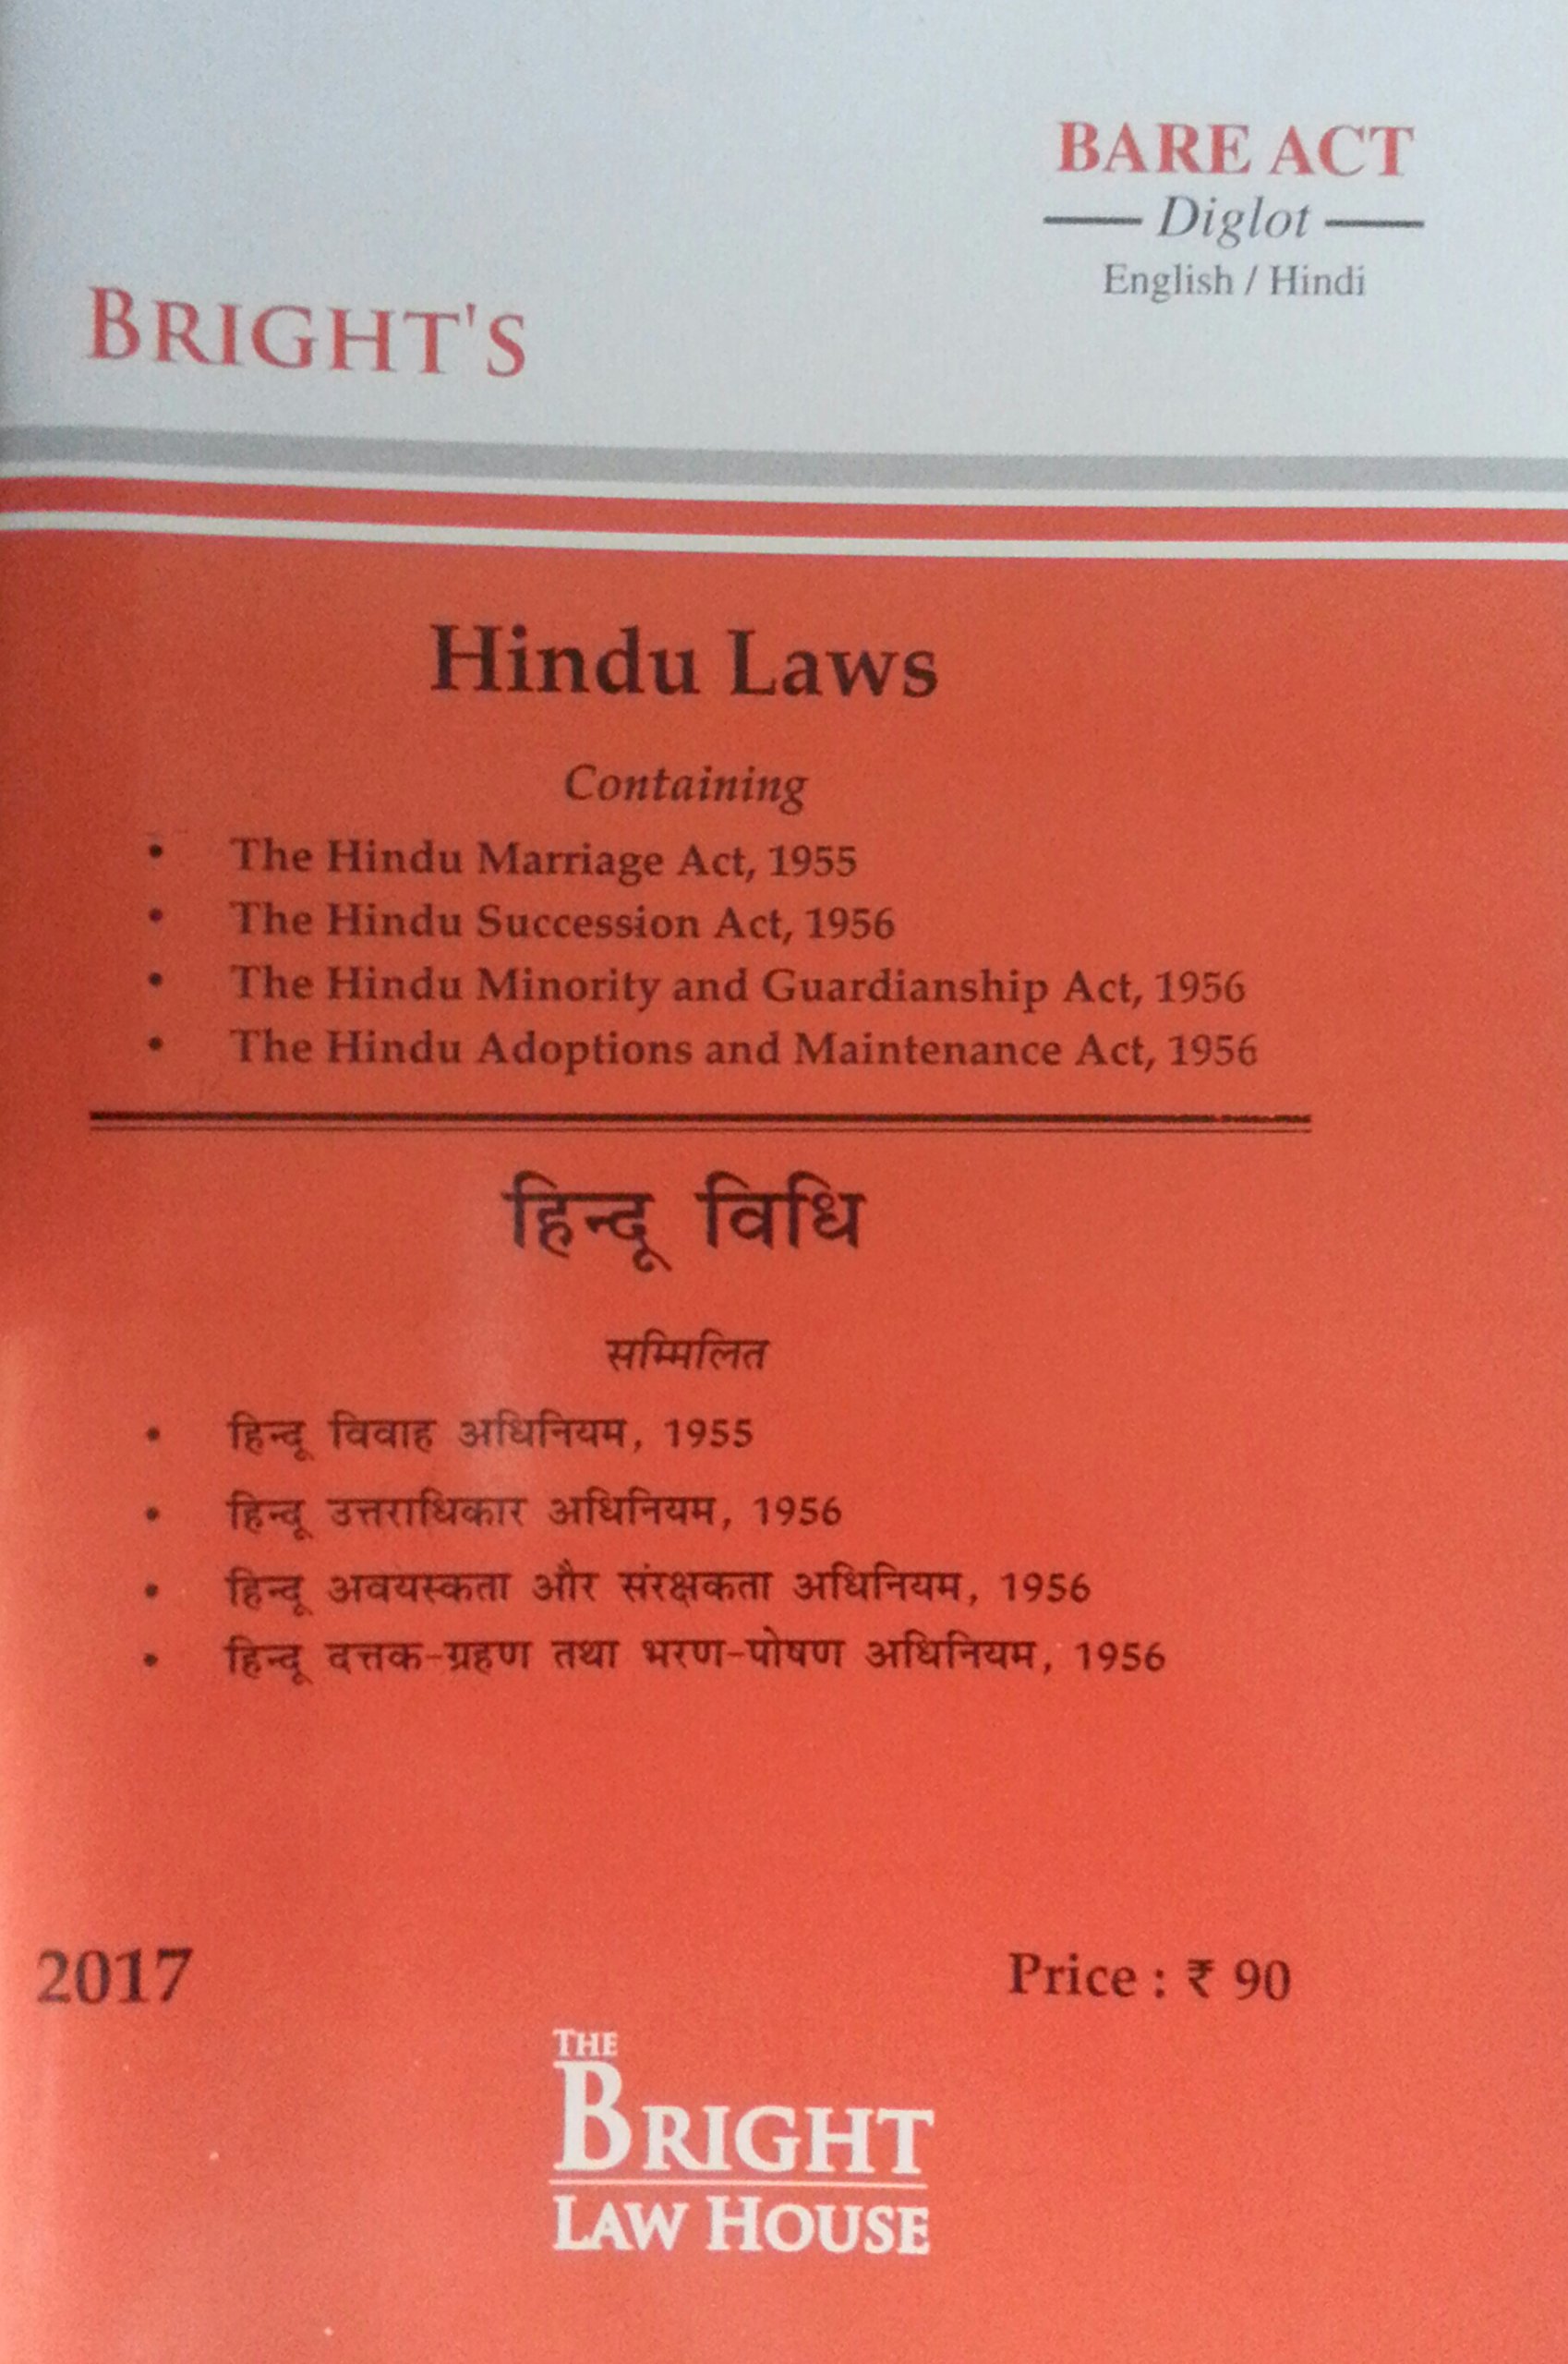 BARE ACT
Diglot
English / Hindi
BRIGHT'S
Hindu Laws
Containing
• The Hindu Marriage Act, 1955
• The Hindu Succession Act, 1956
• The Hindu Minority and Guardianship Act, 1956
• The Hindu Adoptions and Maintenance Act, 1956
हिन्दू विधि
सम्मिलित
• हिन्दू विवाह अधिनियम, 1955
• हिन्दू उत्तराधिकार अधिनियम, 1956
• हिन्दू अवयस्कता और संरक्षकता अधिनियम, 1956
• हिन्दू दत्तक-ग्रहण तथा भरण-पोषण अधिनियम, 1956
2017 Price : ₹ 90
THE
BRIGHT
LAW HOUSE